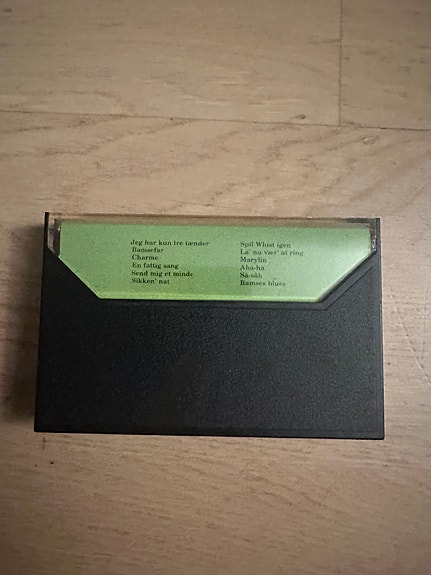 Jeg har kun tre tænder
Bamsefar
Charme
En fattig sang
Send mig et minde
Sikken' nat
Spil Whist igen
La' nu vær' at ring
Marylin
Aha-ha
Så-såh
Bamses blues